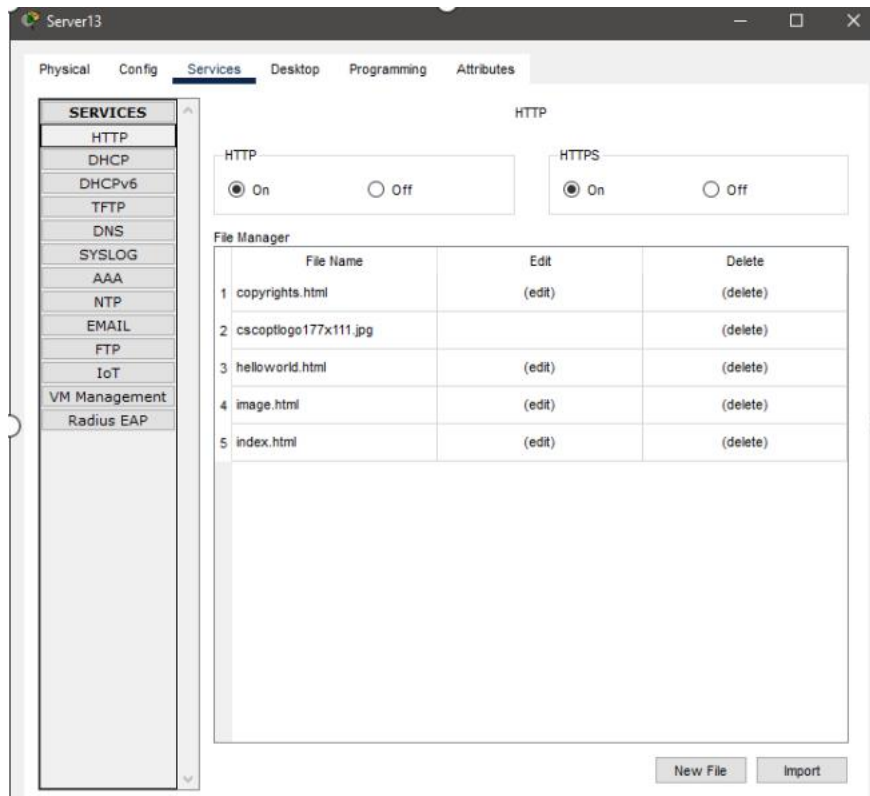 Server13
Physical Config Services Desktop Programming Attributes
SERVICES
HTTP
DHCP
DHCPv6
TFTP
DNS
SYSLOG
AAA
NTP
EMAIL
FTP
IoT
VM Management
Radius EAP
HTTP
HTTP
On Off
HTTPS
On Off
File Manager
File Name Edit Delete
1 copyrights.html (edit) (delete)
2 cscoptlogo177x111.jpg (delete)
3 helloworld.html (edit) (delete)
4 image.html (edit) (delete)
5 index.html (edit) (delete)
New File Import